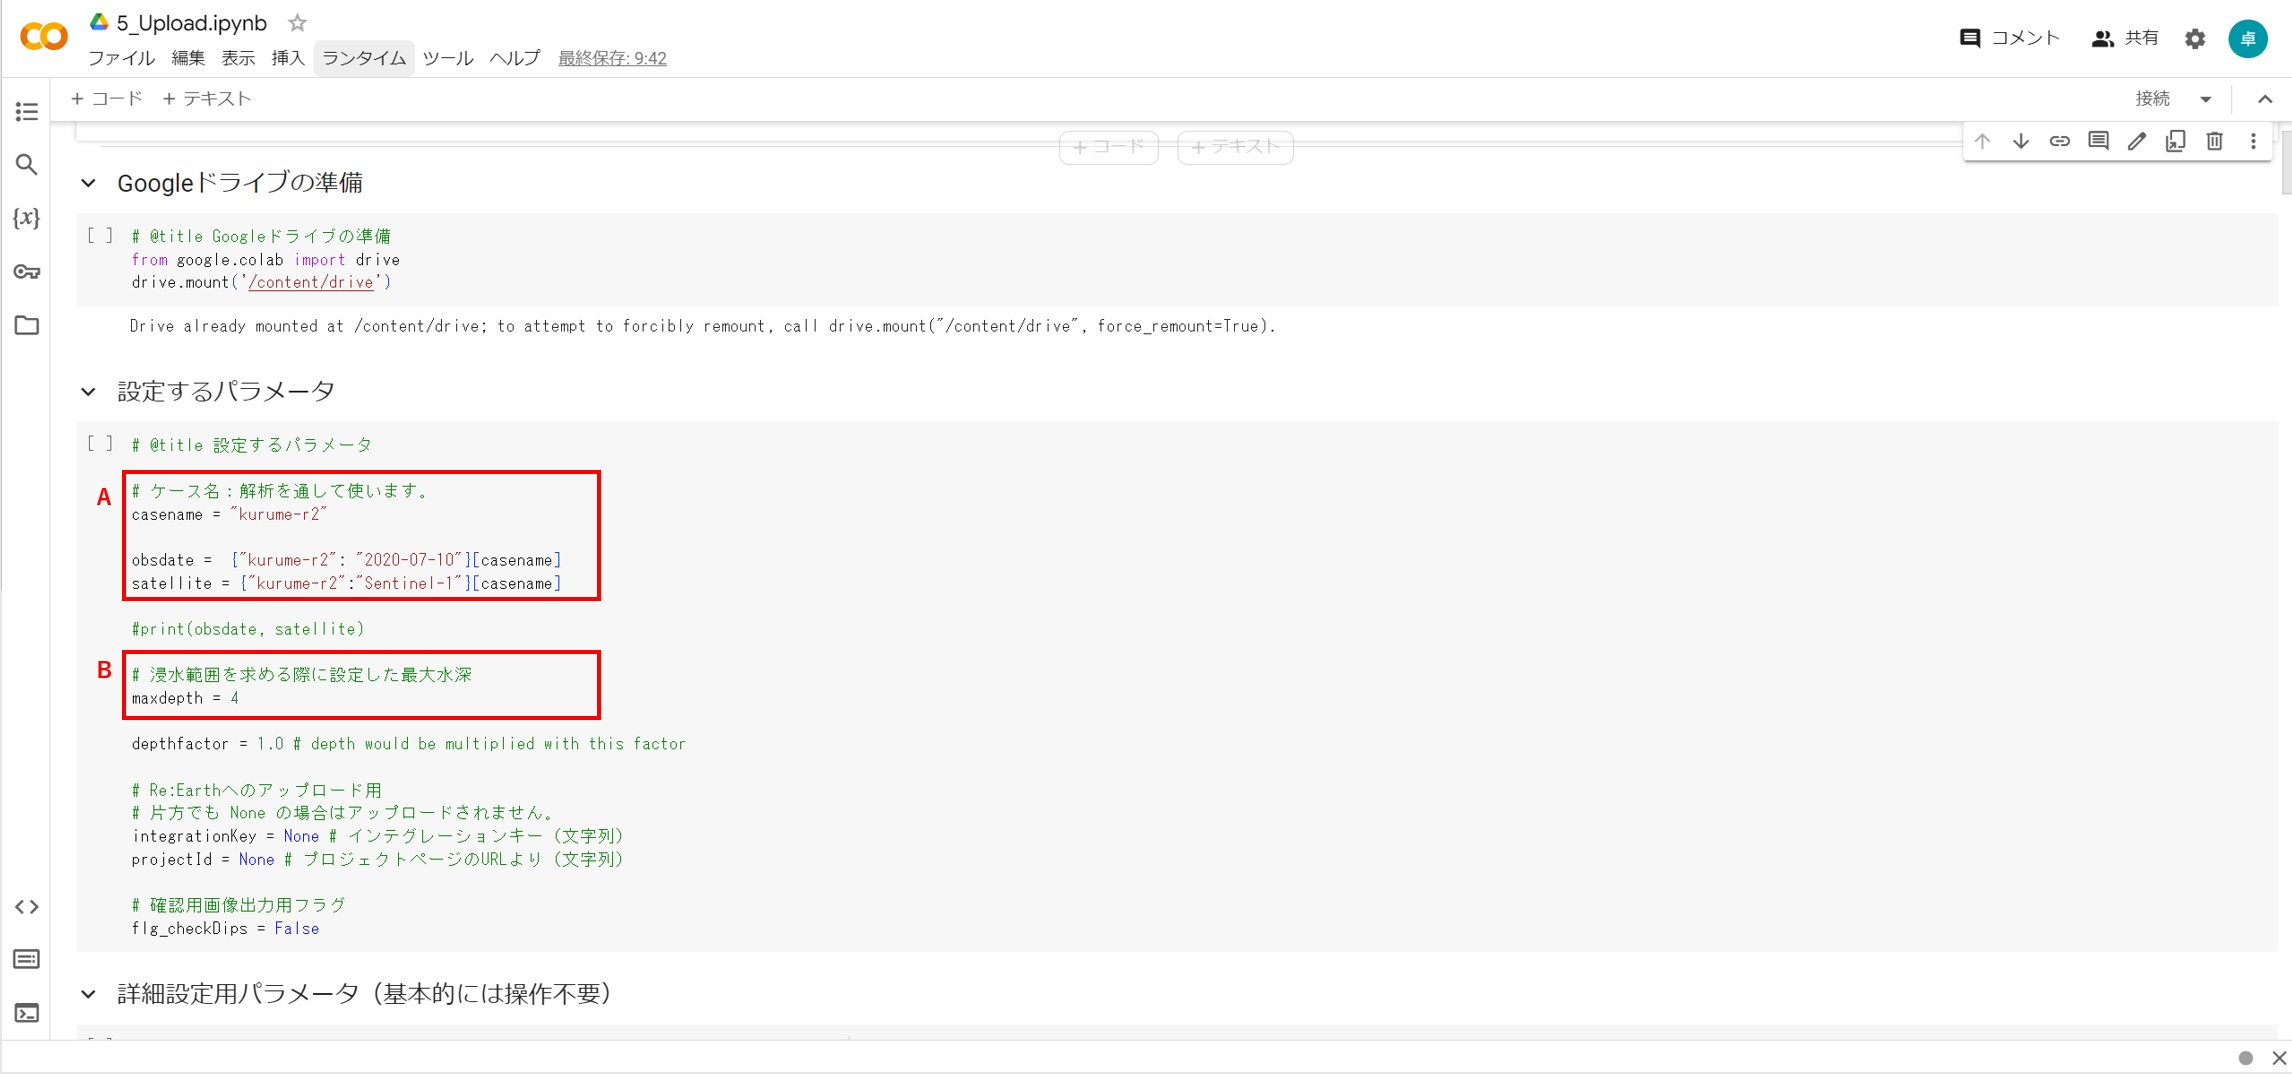 5_Upload.ipynb
ファイル 編集 表示 挿入 ランタイム ツール ヘルプ 最終保存: 9:42
コメント 共有 卓
+ コード + テキスト
接続
+ コード + テキスト
Googleドライブの準備
[ ] # @title Googleドライブの準備
from google.colab import drive
drive.mount('/content/drive')
Drive already mounted at /content/drive; to attempt to forcibly remount, call drive.mount("/content/drive", force_remount=True).
設定するパラメータ
[ ] # @title 設定するパラメータ
A
# ケース名：解析を通して使います。
casename = "kurume-r2"
obsdate =  {"kurume-r2": "2020-07-10"}[casename]
satellite = {"kurume-r2":"Sentinel-1"}[casename]
#print(obsdate, satellite)
B
# 浸水範囲を求める際に設定した最大水深
maxdepth = 4
depthfactor = 1.0 # depth would be multiplied with this factor
# Re:Earthへのアップロード用
# 片方でも None の場合はアップロードされません。
integrationKey = None # インテグレーションキー（文字列）
projectId = None # プロジェクトページのURLより（文字列）
# 確認用画像出力用フラグ
flg_checkDips = False
詳細設定用パラメータ（基本的には操作不要）